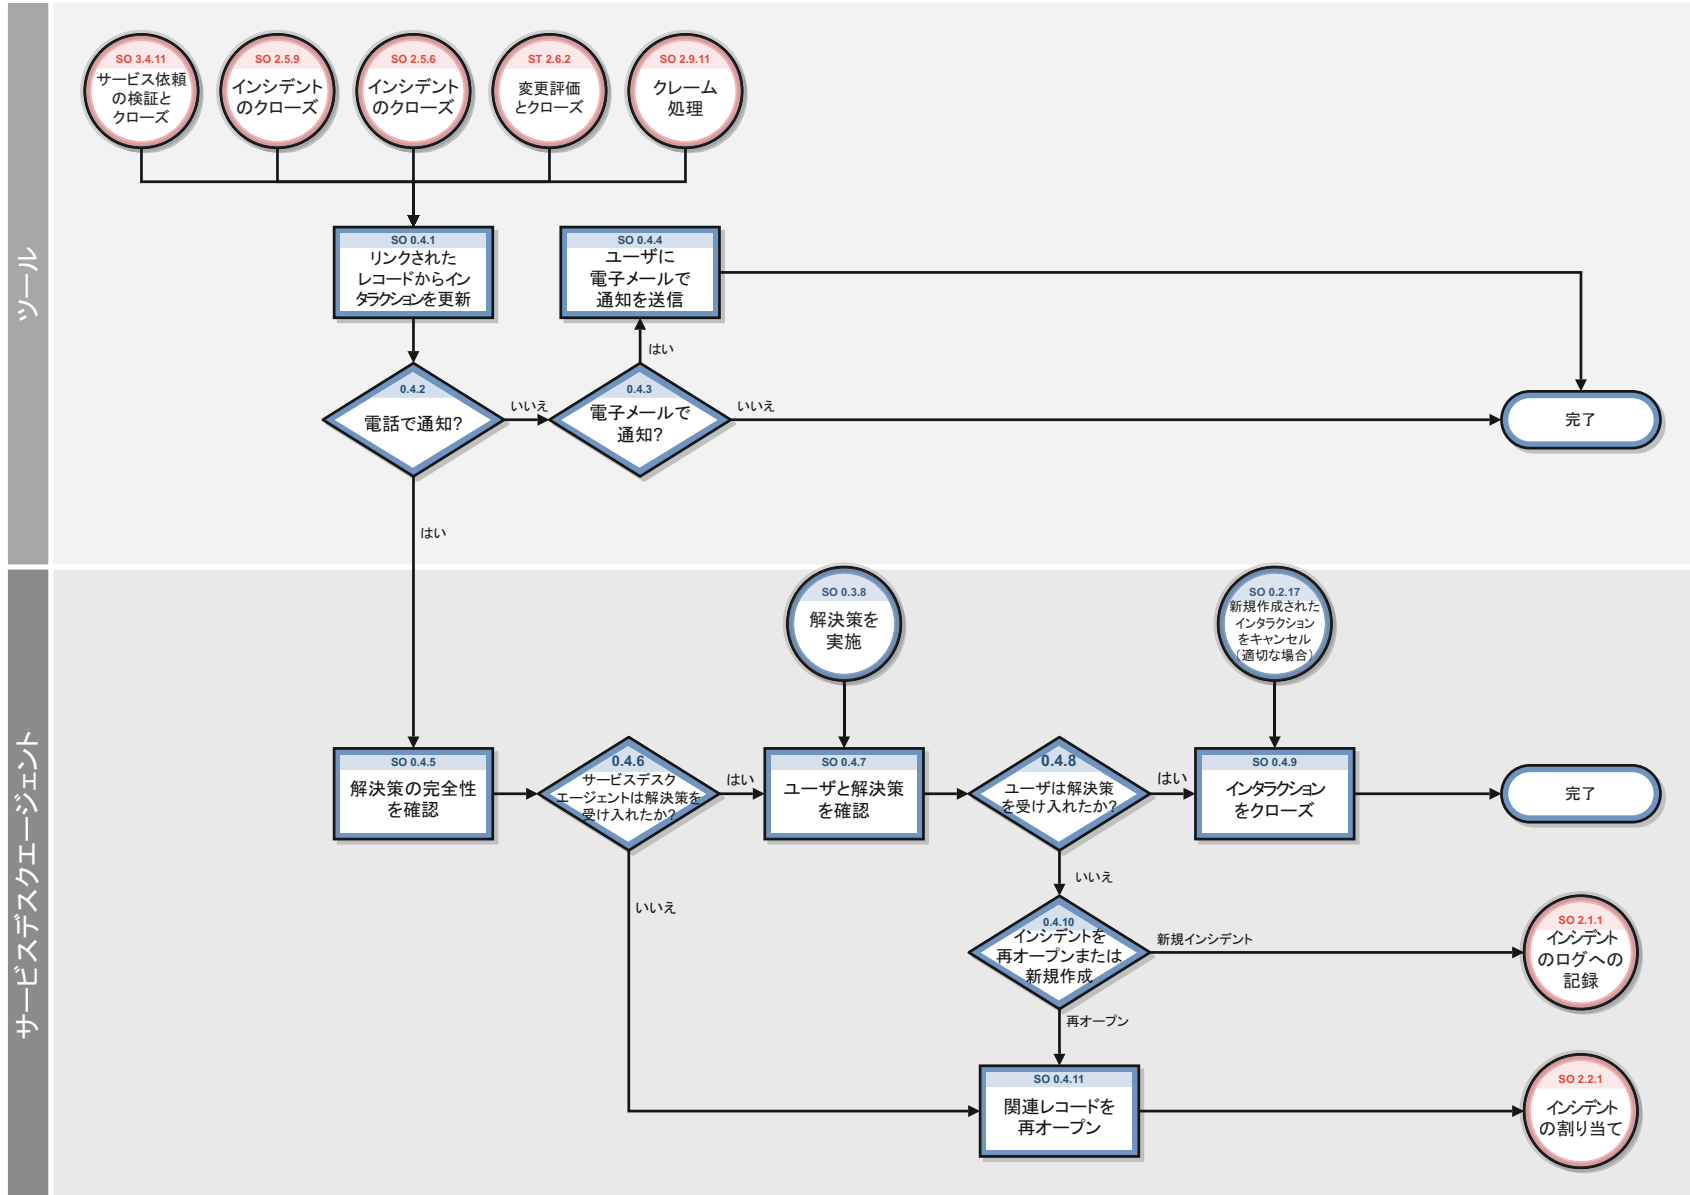 ツール
SO 3.4.11
サービス依頼
の検証と
クローズ
SO 2.5.9
インシデント
のクローズ
SO 2.5.6
インシデント
のクローズ
ST 2.6.2
変更評価
とクローズ
SO 2.9.11
クレーム
処理
SO 0.4.1
リンクされた
レコードからイン
タラクションを更新
SO 0.4.4
ユーザに
電子メールで
通知を送信
はい
0.4.2
電話で通知?
いいえ
0.4.3
電子メールで
通知?
いいえ
完了
はい
サービスデスクエージェント
SO 0.3.8
解決策を
実施
SO 0.2.17
新規作成された
インタラクション
をキャンセル
（適切な場合）
SO 0.4.5
解決策の完全性
を確認
0.4.6
サービスデスク
エージェントは解決策を
受け入れたか?
はい
SO 0.4.7
ユーザと解決策
を確認
0.4.8
ユーザは解決策
を受け入れたか?
はい
SO 0.4.9
インタラクション
をクローズ
完了
いいえ
いいえ
0.4.10
インシデントを
再オープンまたは
新規作成
新規インシデント
SO 2.1.1
インシデント
のログへの
記録
再オープン
SO 0.4.11
関連レコードを
再オープン
SO 2.2.1
インシデント
の割り当て